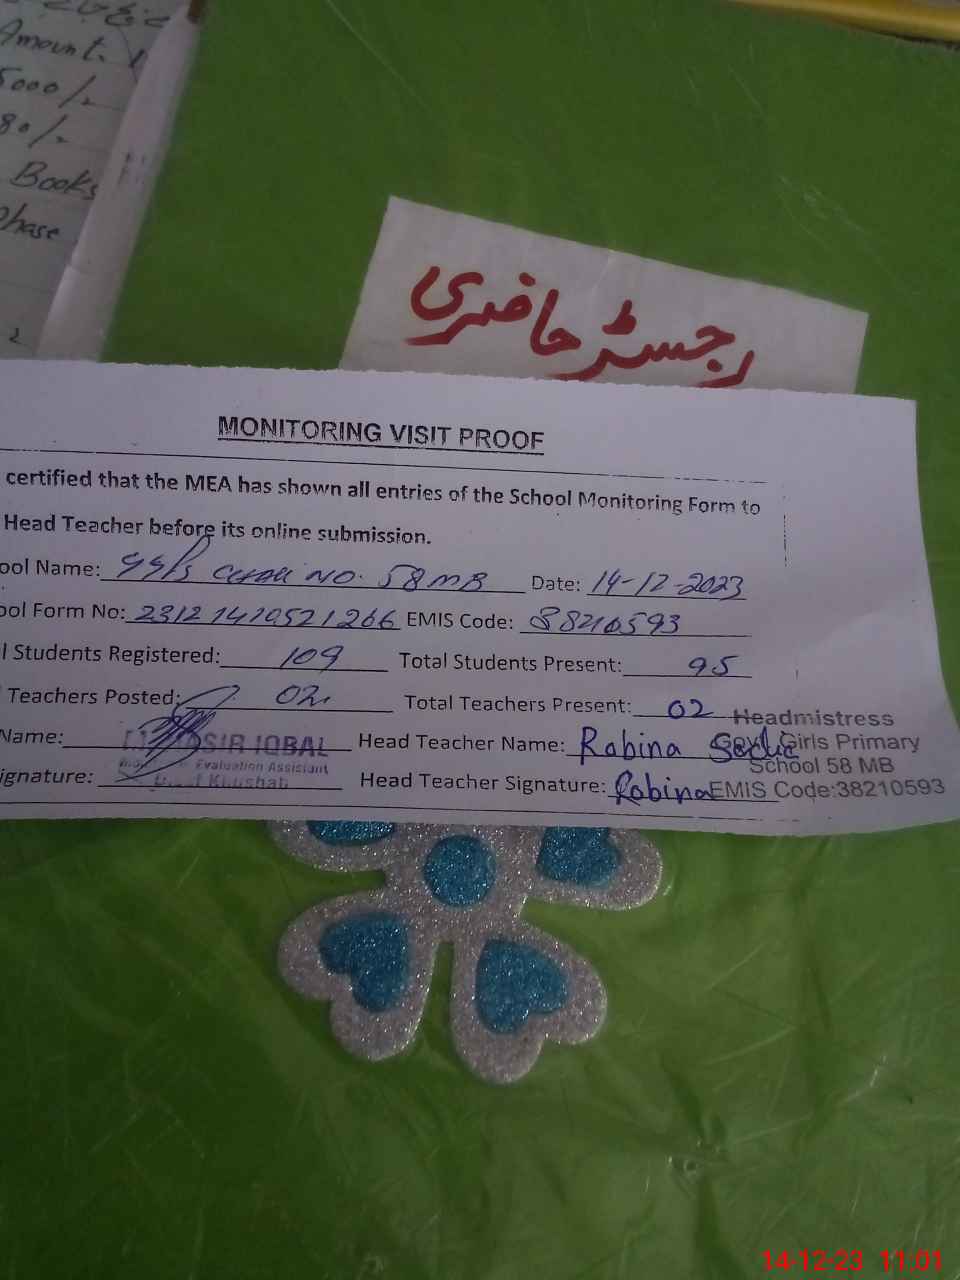 Amount.
5000/-
80/-
Books
phase
2
رجسٹر حاضری
MONITORING VISIT PROOF
certified that the MEA has shown all entries of the School Monitoring Form to
Head Teacher before its online submission.
ool Name: GGPS CHAK NO. 58 MB Date: 14-12-2023
ool Form No: 23121410521266 EMIS Code: 38210593
l Students Registered: 109 Total Students Present: 95
Teachers Posted: 02 Total Teachers Present: 02
Name: SIR IQBAL Head Teacher Name: Robina
Evaluation Assistant
Khushab
ignature: Head Teacher Signature: Robina
Headmistress
Govt Girls Primary
School 58 MB
EMIS Code:38210593
14-12-23 11:01